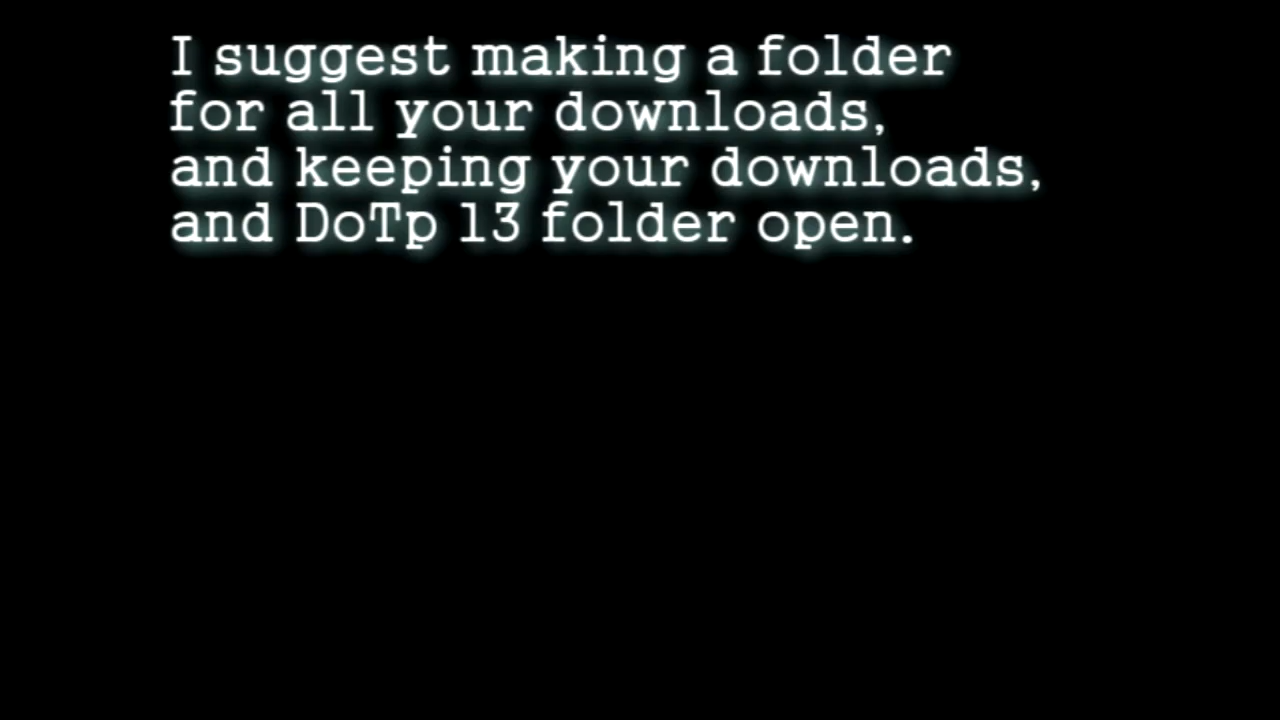 I suggest making a folder
for all your downloads,
and keeping your downloads,
and DoTp 13 folder open.